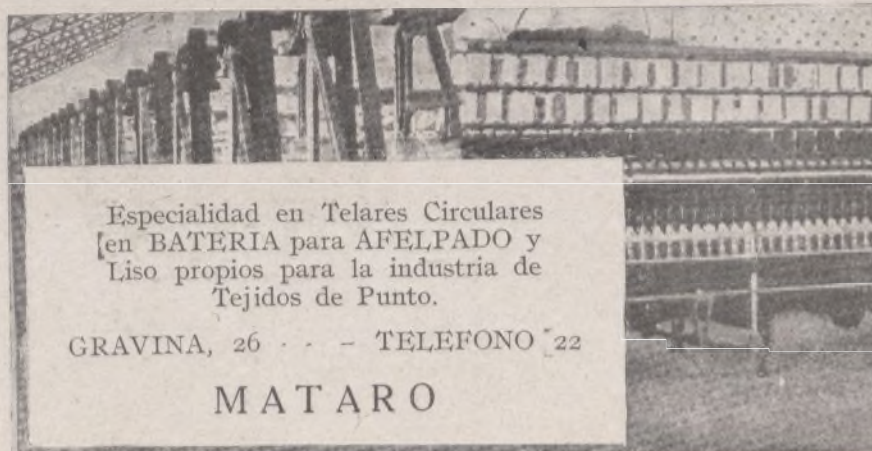 Especialidad en Telares Circulares
en BATERIA para AFELPADO y
Liso propios para la industria de
Tejidos de Punto.
GRAVINA, 26 - - - TELEFONO 22
MATARO